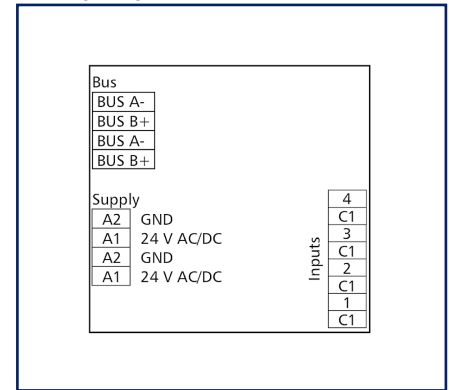 Bus
BUS A-
BUS B+
BUS A-
BUS B+
Supply
A2 GND
A1 24 V AC/DC
A2 GND
A1 24 V AC/DC
Inputs
4
C1
3
C1
2
C1
1
C1